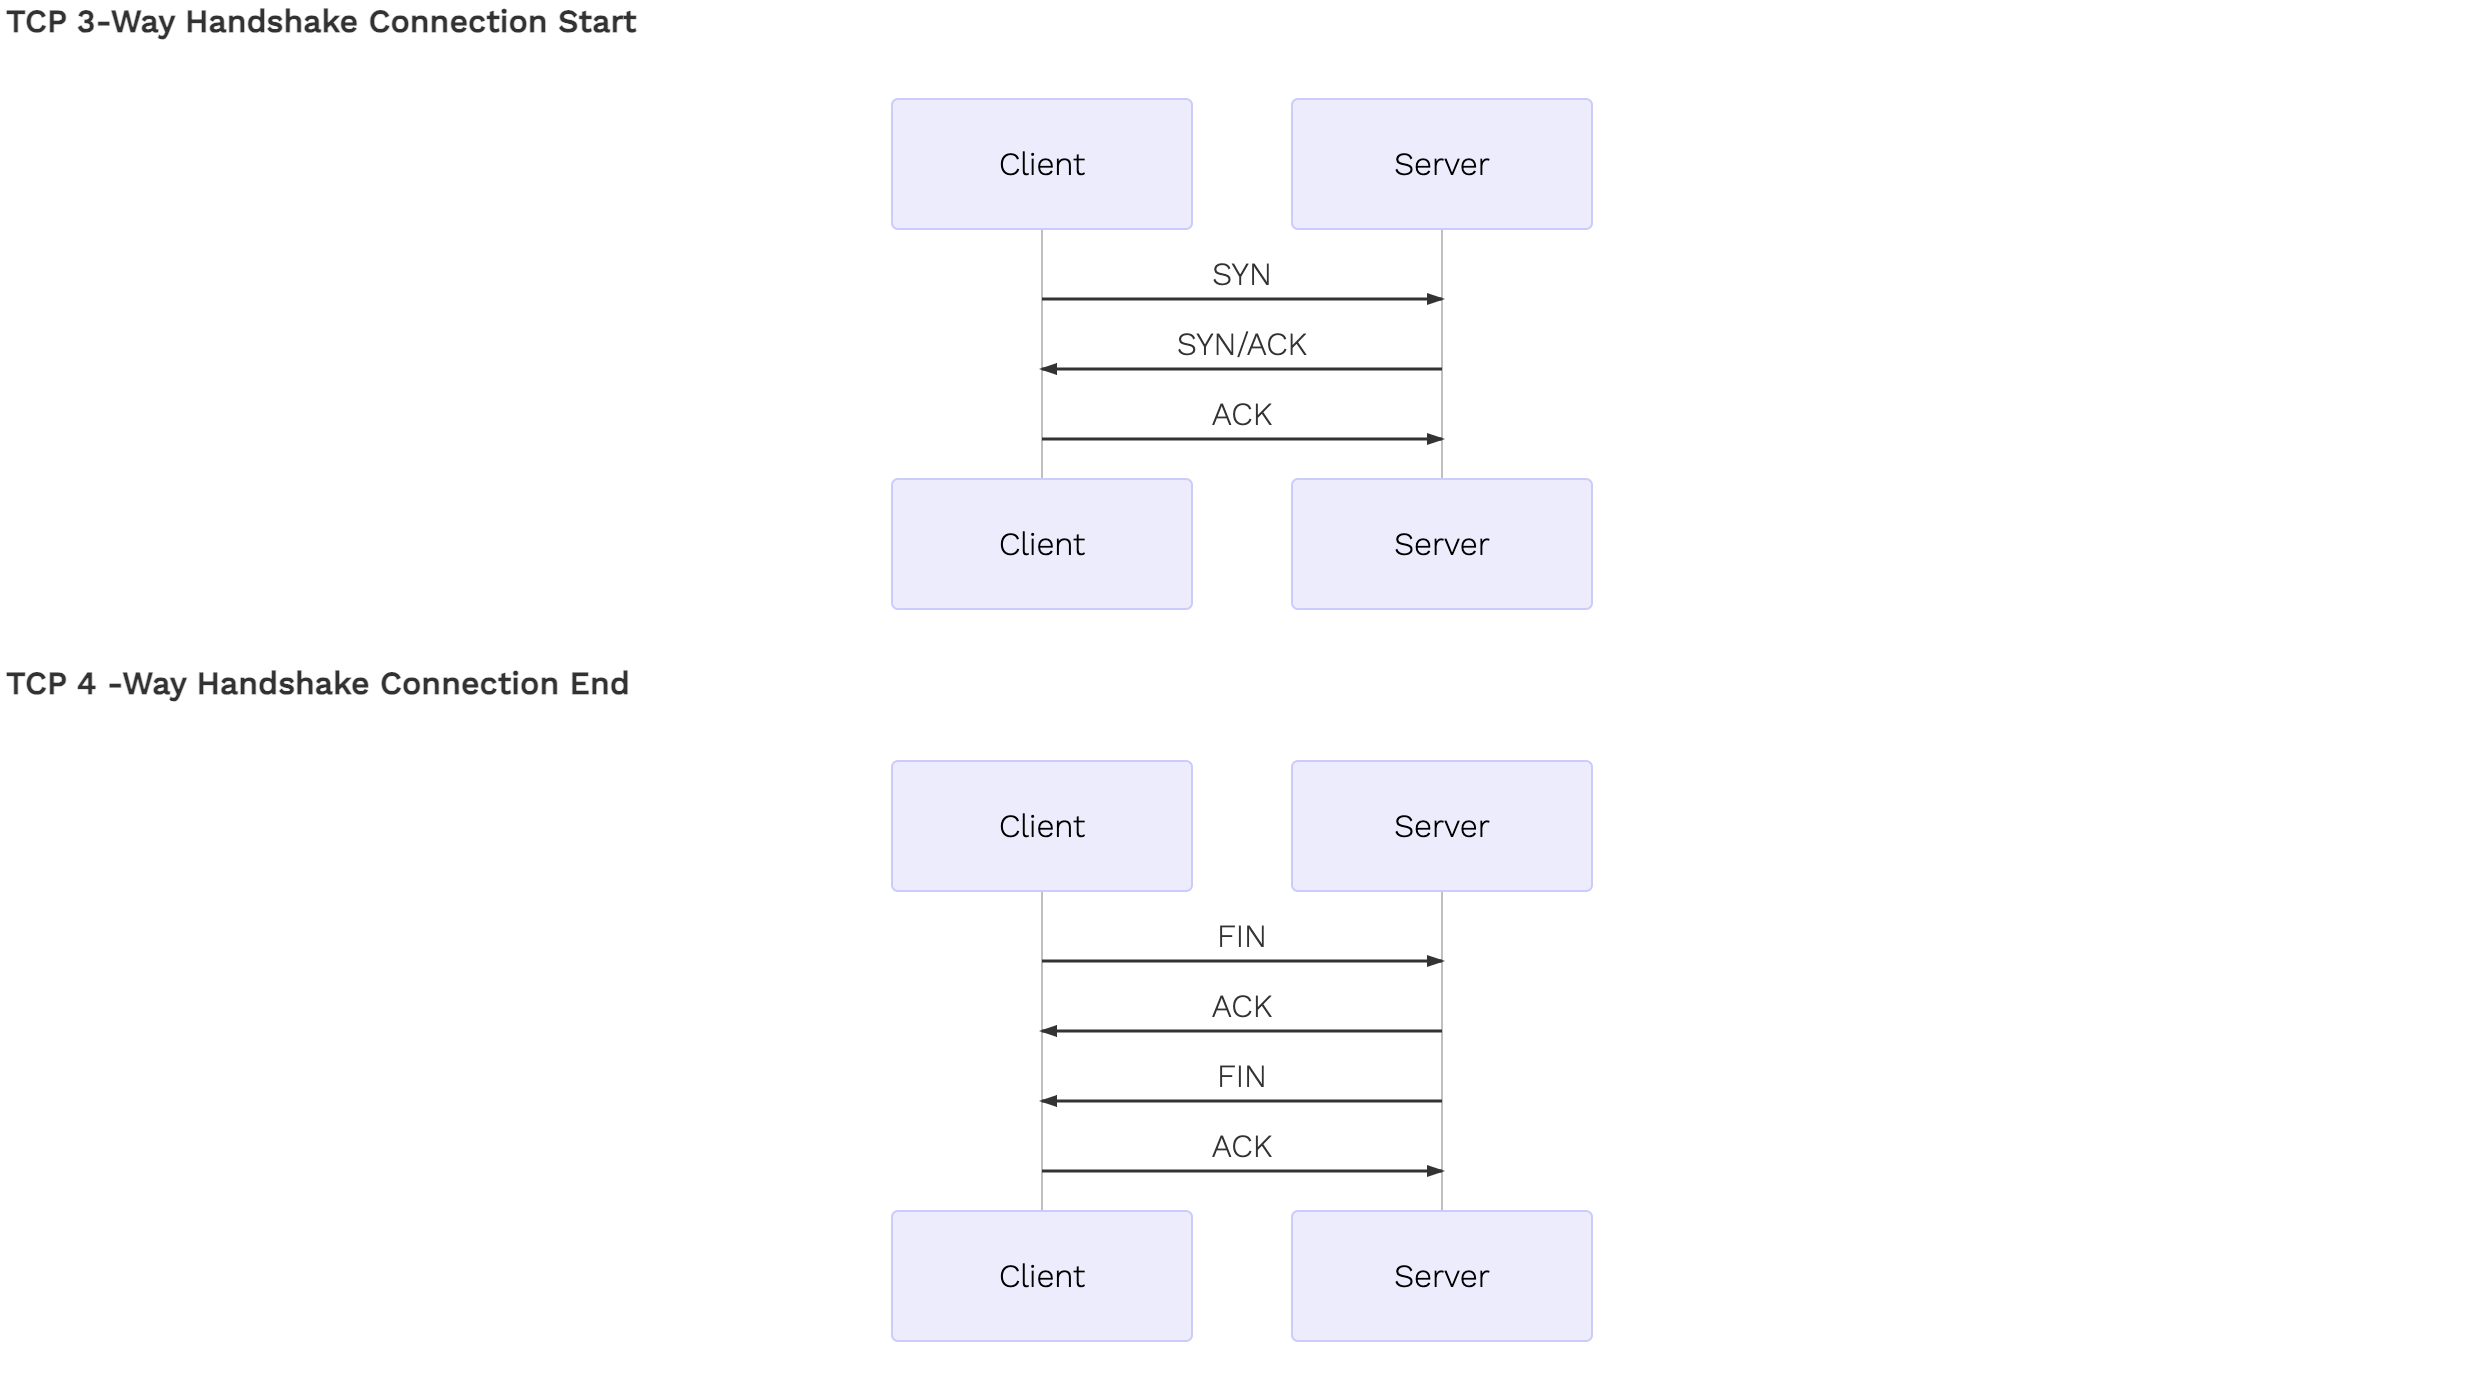 TCP 3-Way Handshake Connection Start
Client
Server
SYN
SYN/ACK
ACK
Client
Server
TCP 4 -Way Handshake Connection End
Client
Server
FIN
ACK
FIN
ACK
Client
Server